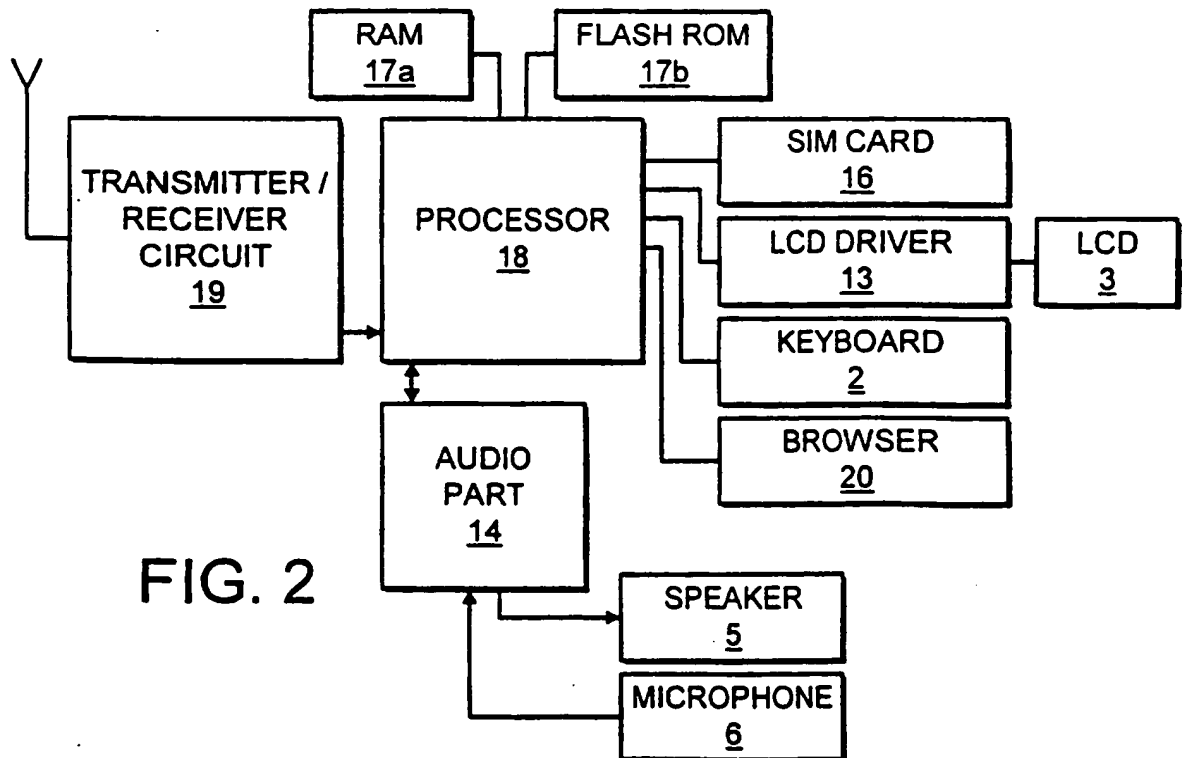 RAM
17a
FLASH ROM
17b
TRANSMITTER /
RECEIVER
CIRCUIT
19
PROCESSOR
18
SIM CARD
16
LCD DRIVER
13
LCD
3
KEYBOARD
2
BROWSER
20
AUDIO
PART
14
FIG. 2
SPEAKER
5
MICROPHONE
6